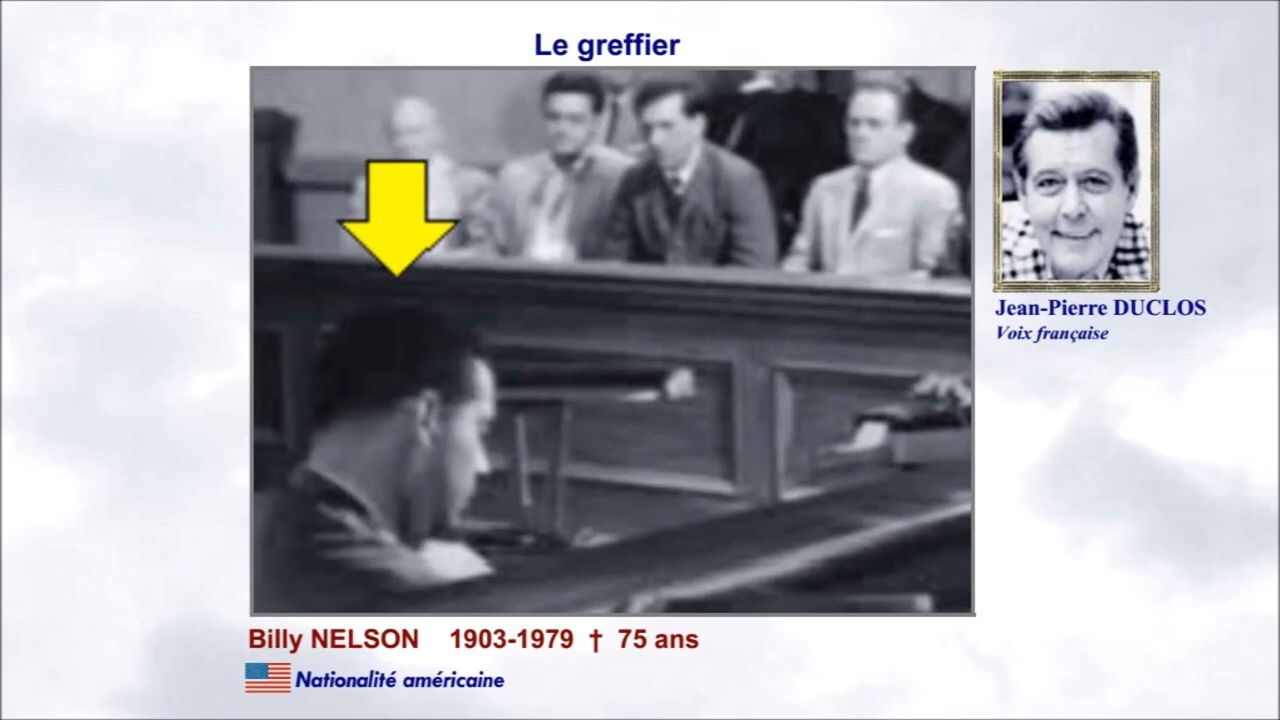 Le greffier
Jean-Pierre DUCLOS
Voix française
Billy NELSON 1903-1979 † 75 ans
Nationalité américaine